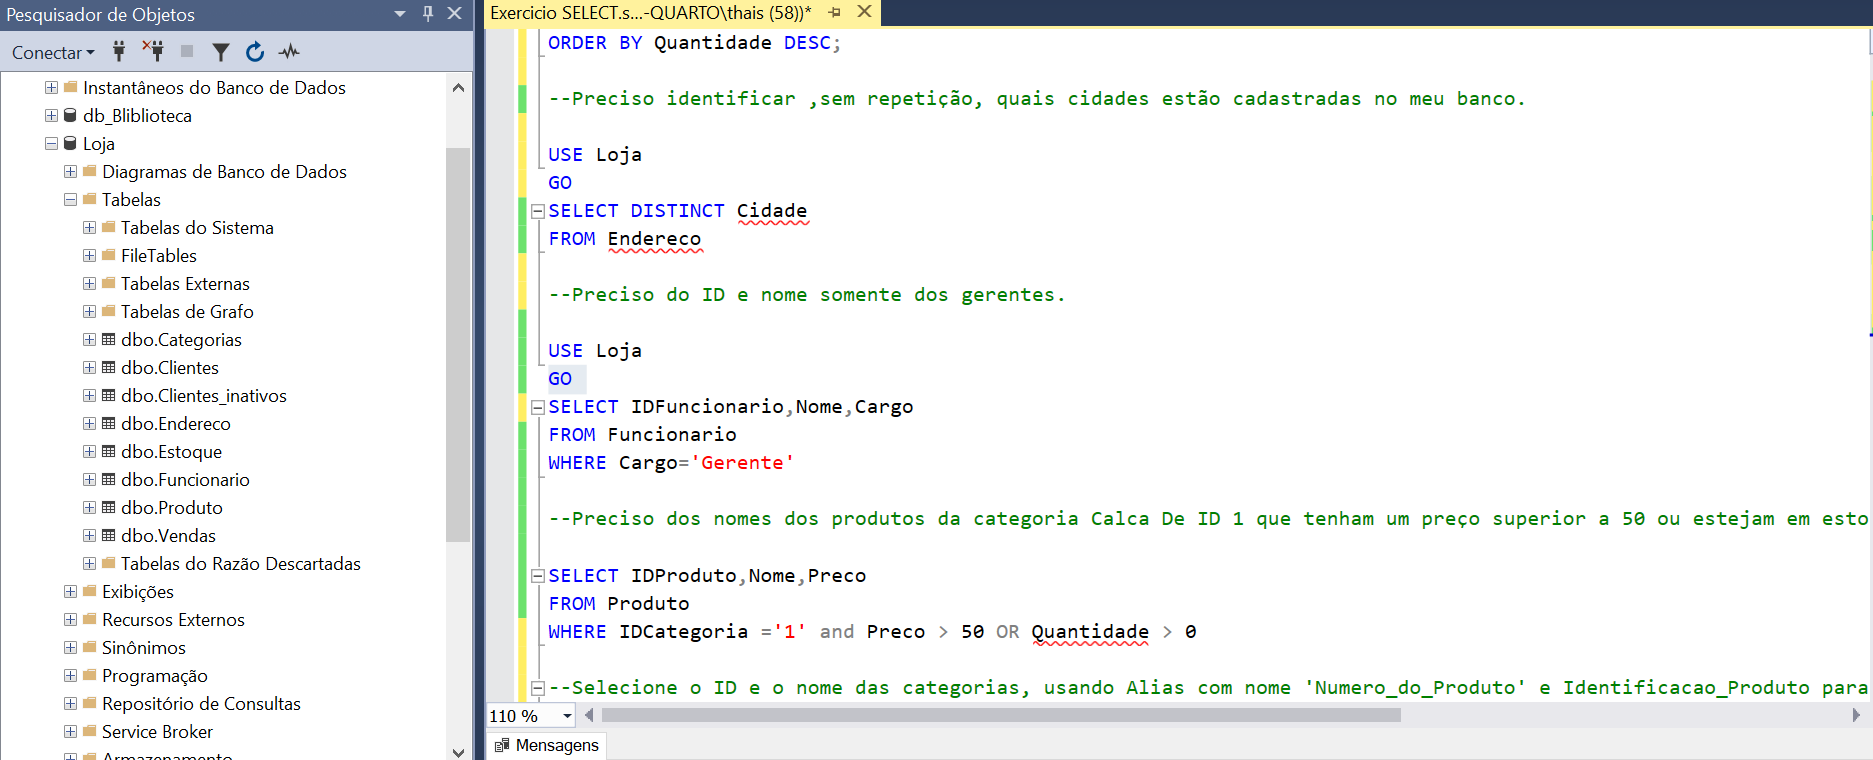 Pesquisador de Objetos
Conectar
Instantâneos do Banco de Dados
db_Bliblioteca
Loja
Diagramas de Banco de Dados
Tabelas
Tabelas do Sistema
FileTables
Tabelas Externas
Tabelas de Grafo
dbo.Categorias
dbo.Clientes
dbo.Clientes_inativos
dbo.Endereco
dbo.Estoque
dbo.Funcionario
dbo.Produto
dbo.Vendas
Tabelas do Razão Descartadas
Exibições
Recursos Externos
Sinônimos
Programação
Repositório de Consultas
Service Broker
Armazenamento
Exercicio SELECT.s...-QUARTO\thais (58))*
ORDER BY Quantidade DESC;
--Preciso identificar ,sem repetição, quais cidades estão cadastradas no meu banco.
USE Loja
GO
SELECT DISTINCT Cidade
FROM Endereco
--Preciso do ID e nome somente dos gerentes.
USE Loja
GO
SELECT IDFuncionario,Nome,Cargo
FROM Funcionario
WHERE Cargo='Gerente'
--Preciso dos nomes dos produtos da categoria Calca De ID 1 que tenham um preço superior a 50 ou estejam em esto
SELECT IDProduto,Nome,Preco
FROM Produto
WHERE IDCategoria ='1' and Preco > 50 OR Quantidade > 0
--Selecione o ID e o nome das categorias, usando Alias com nome 'Numero_do_Produto' e Identificacao_Produto para
110 %
Mensagens